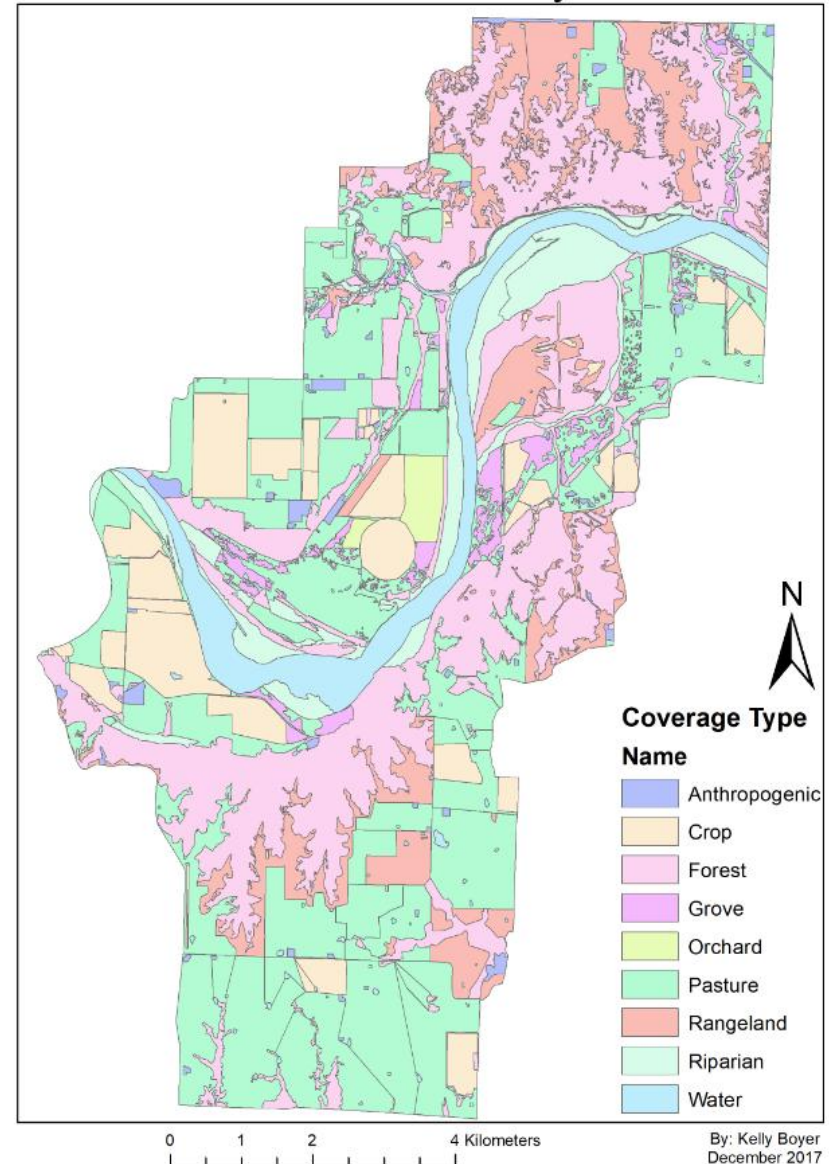 N
Coverage Type
Name
Anthropogenic
Crop
Forest
Grove
Orchard
Pasture
Rangeland
Riparian
Water
0 1 2 4 Kilometers
By: Kelly Boyer
December 2017